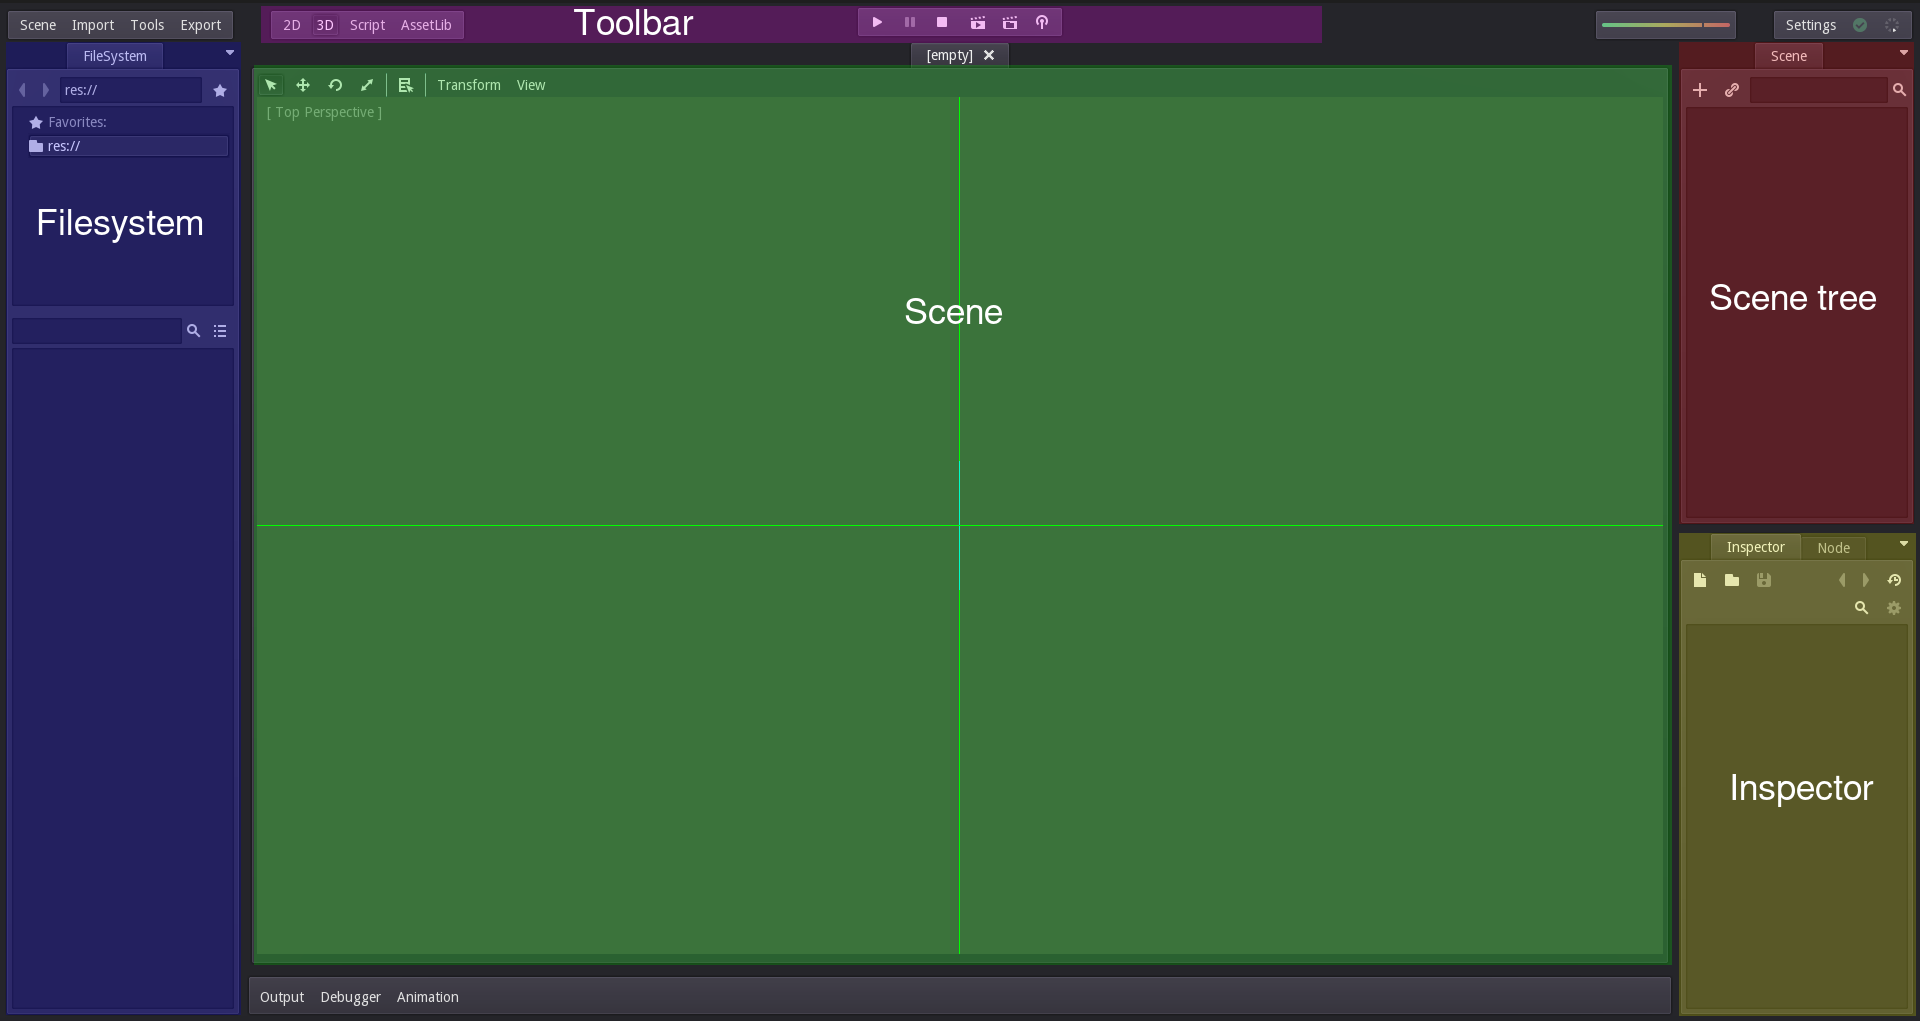 Scene Import Tools Export
2D 3D Script AssetLib
Toolbar
Settings
FileSystem
[empty]
Scene
res://
Favorites:
res://
Filesystem
Transform View
[ Top Perspective ]
Scene
Scene tree
Inspector Node
Inspector
Output Debugger Animation